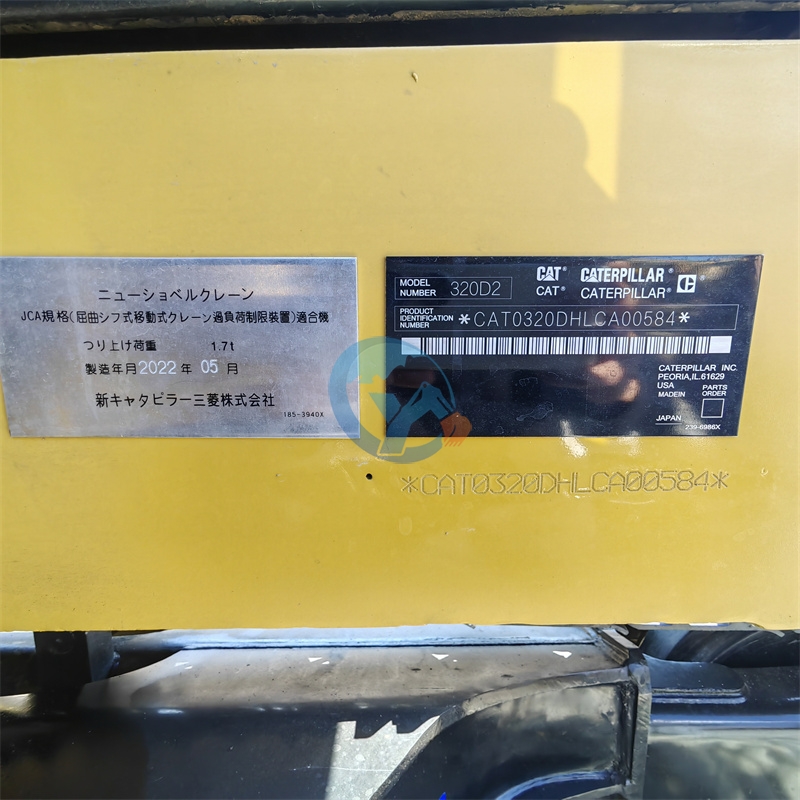 ニューショベルクレーン
JCA規格(屈曲シフ式移動式クレーン過負荷制限装置)適合機
つり上げ荷重 1.7t
製造年月 2022 年 05 月
新キャタピラー三菱株式会社
185-3940X
MODEL NUMBER 320D2
CAT® CATERPILLAR®
CAT® CATERPILLAR®
PRODUCT IDENTIFICATION NUMBER *CAT0320DHLCA00584*
CATERPILLAR INC.
PEORIA,IL.61629
USA
MADEIN
JAPAN
PARTS ORDER
239-6986X
*CAT0320DHLCA00584*